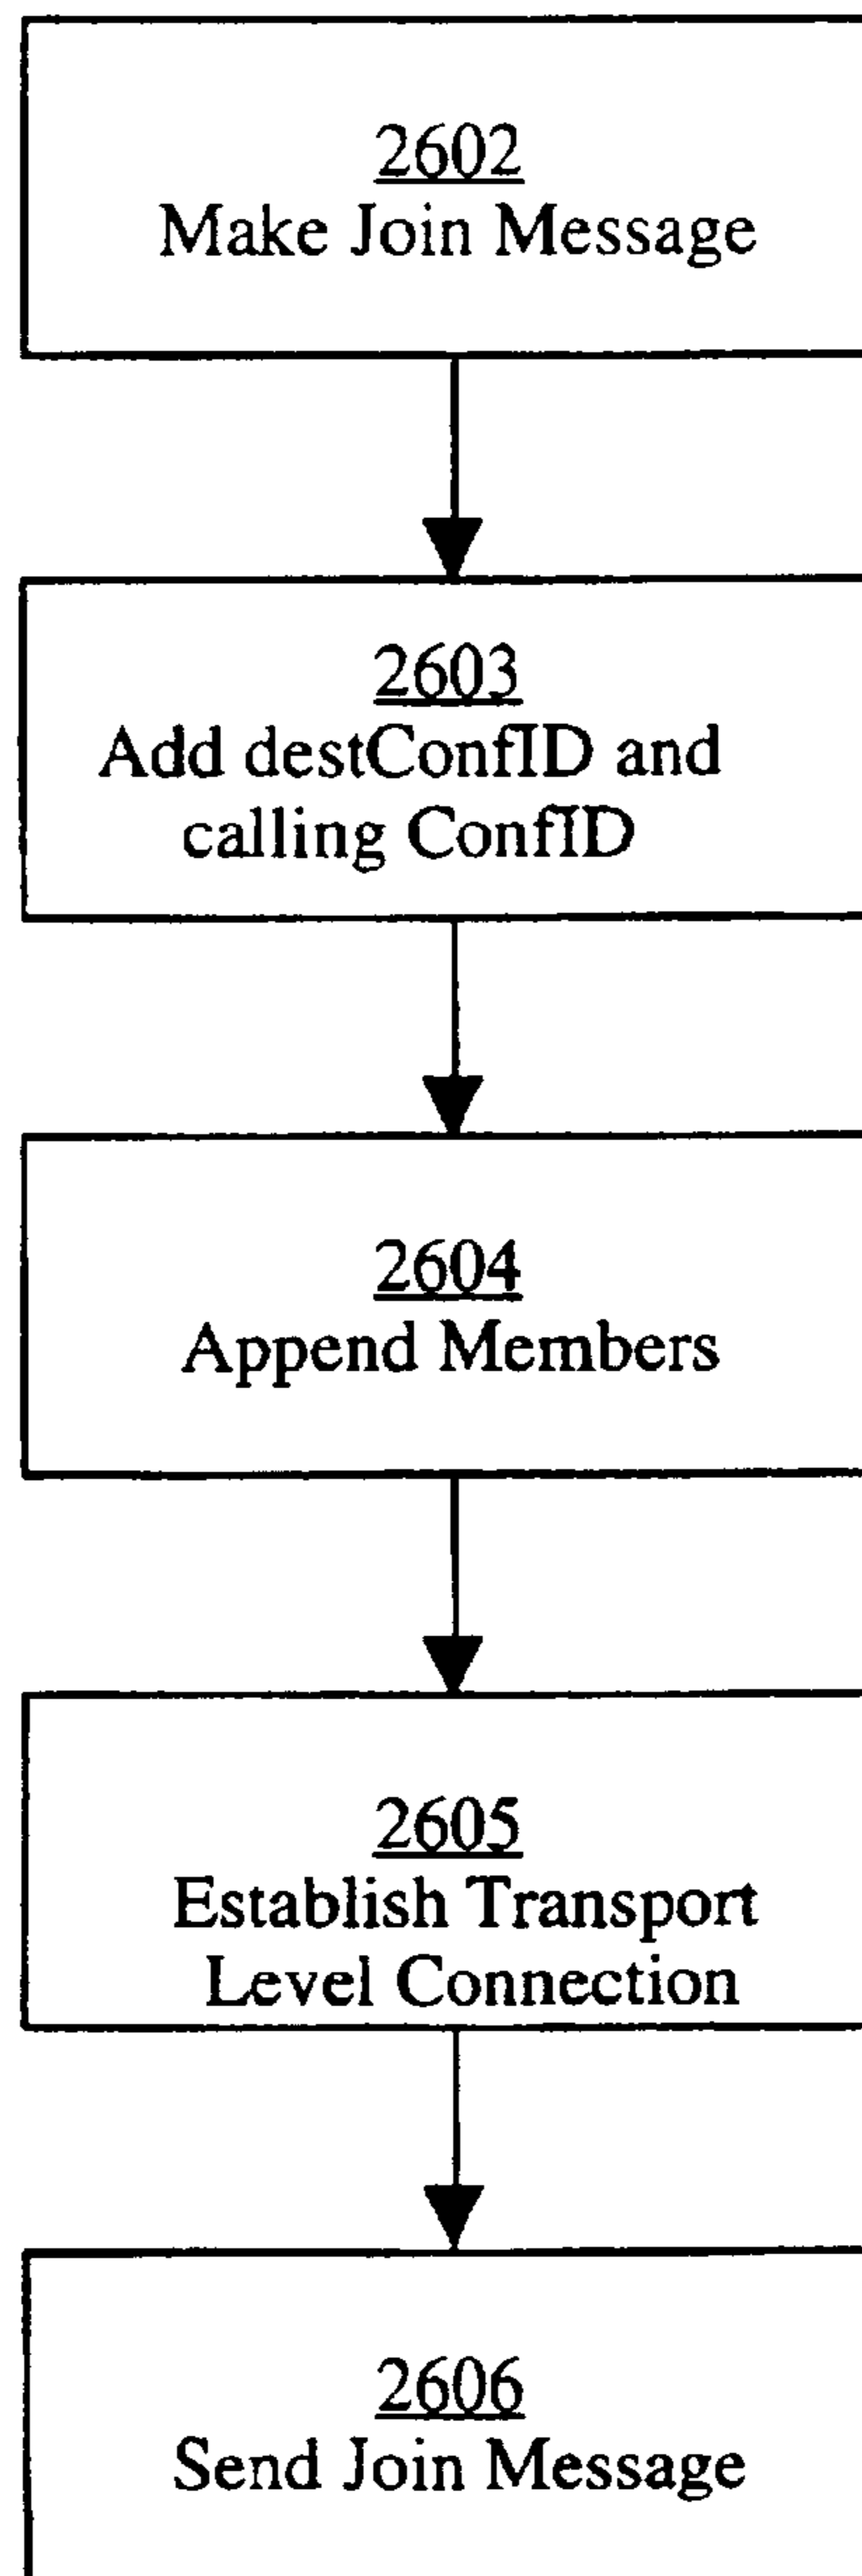 2602
Make Join Message
2603
Add destConfID and
calling ConfID
2604
Append Members
2605
Establish Transport
Level Connection
2606
Send Join Message